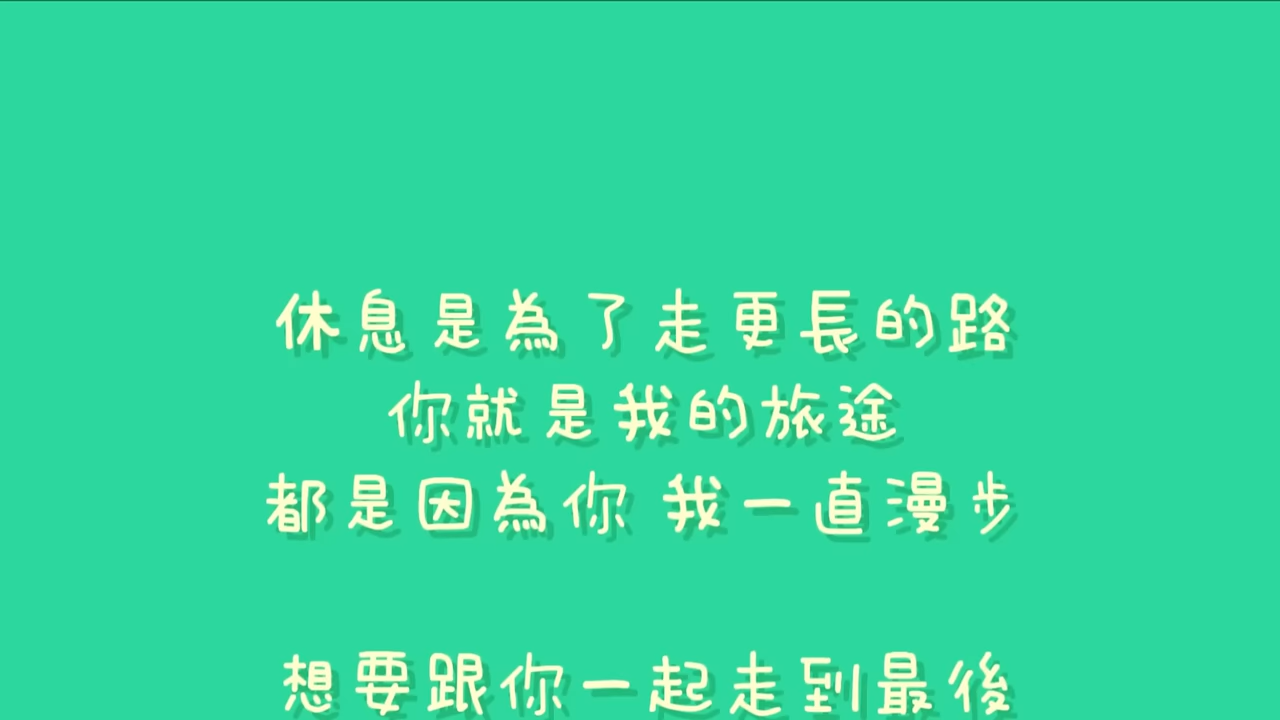 休息是為了走更長的路
你就是我的旅途
都是因為你 我一直漫步
想要跟你一起走到最後